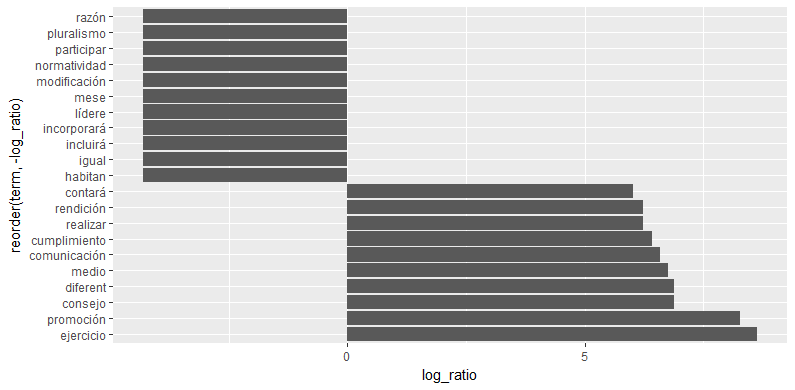 razón
pluralismo
participar
normatividad
modificación
mese
lídere
incorporará
incluirá
igual
habitan
contará
rendición
realizar
cumplimiento
comunicación
medio
diferent
consejo
promoción
ejercicio
reorder(term, -log_ratio)
0 5
log_ratio